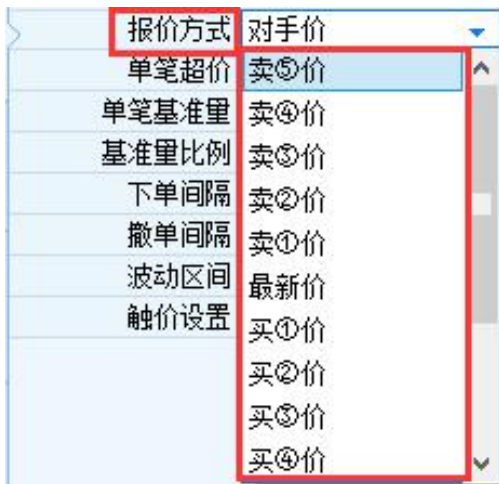 报价方式 对手价
单笔超价 卖⑤价
单笔基准量 卖④价
基准量比例 卖③价
下单间隔 卖②价
撤单间隔 卖①价
波动区间 最新价
触价设置 买①价
买②价
买③价
买④价